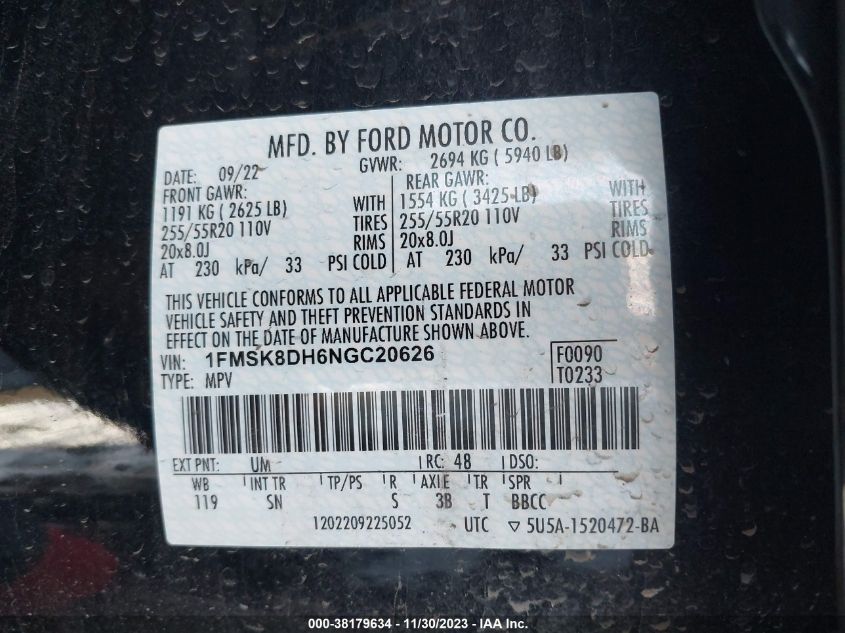 MFD. BY FORD MOTOR CO.
DATE: 09/22 GVWR: 2694 KG ( 5940 LB)
FRONT GAWR: REAR GAWR:
1191 KG ( 2625 LB) WITH 1554 KG ( 3425 LB) WITH
255/55R20 110V TIRES 255/55R20 110V TIRES
20x8.0J RIMS 20x8.0J RIMS
AT 230 kPa/ 33 PSI COLD AT 230 kPa/ 33 PSI COLD
THIS VEHICLE CONFORMS TO ALL APPLICABLE FEDERAL MOTOR
VEHICLE SAFETY AND THEFT PREVENTION STANDARDS IN
EFFECT ON THE DATE OF MANUFACTURE SHOWN ABOVE.
VIN: 1FMSK8DH6NGC20626 F0090
TYPE: MPV T0233
EXT PNT: UM RC: 48 DSO:
WB INT TR TP/PS R AXLE TR SPR
119 SN S 3B T BBCC
1202209225052 UTC ▽ 5U5A-1520472-BA
000-38179634 - 11/30/2023 - IAA Inc.